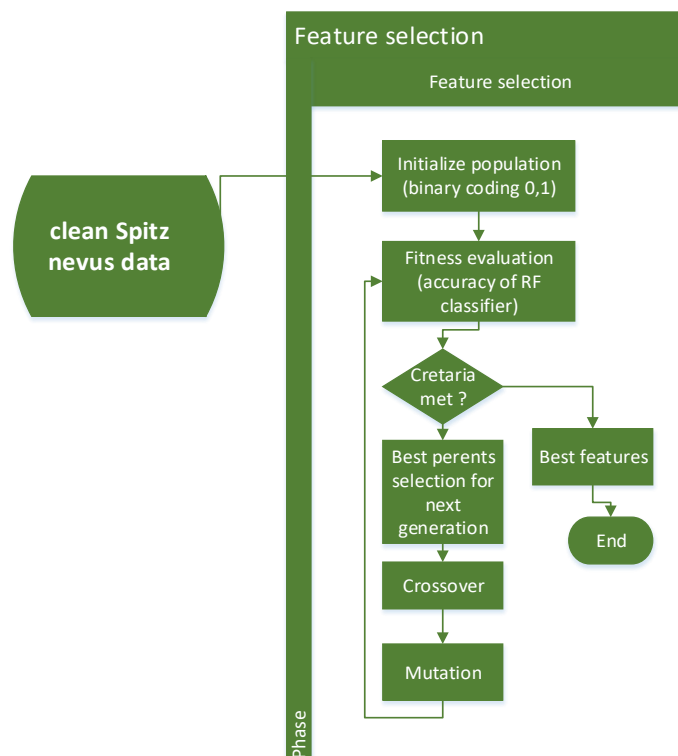 Feature selection
Feature selection
clean Spitz
nevus data
Initialize population
(binary coding 0,1)
Fitness evaluation
(accuracy of RF
classifier)
Cretaria
met ?
Best perents
selection for
next
generation
Best features
End
Crossover
Mutation
Phase